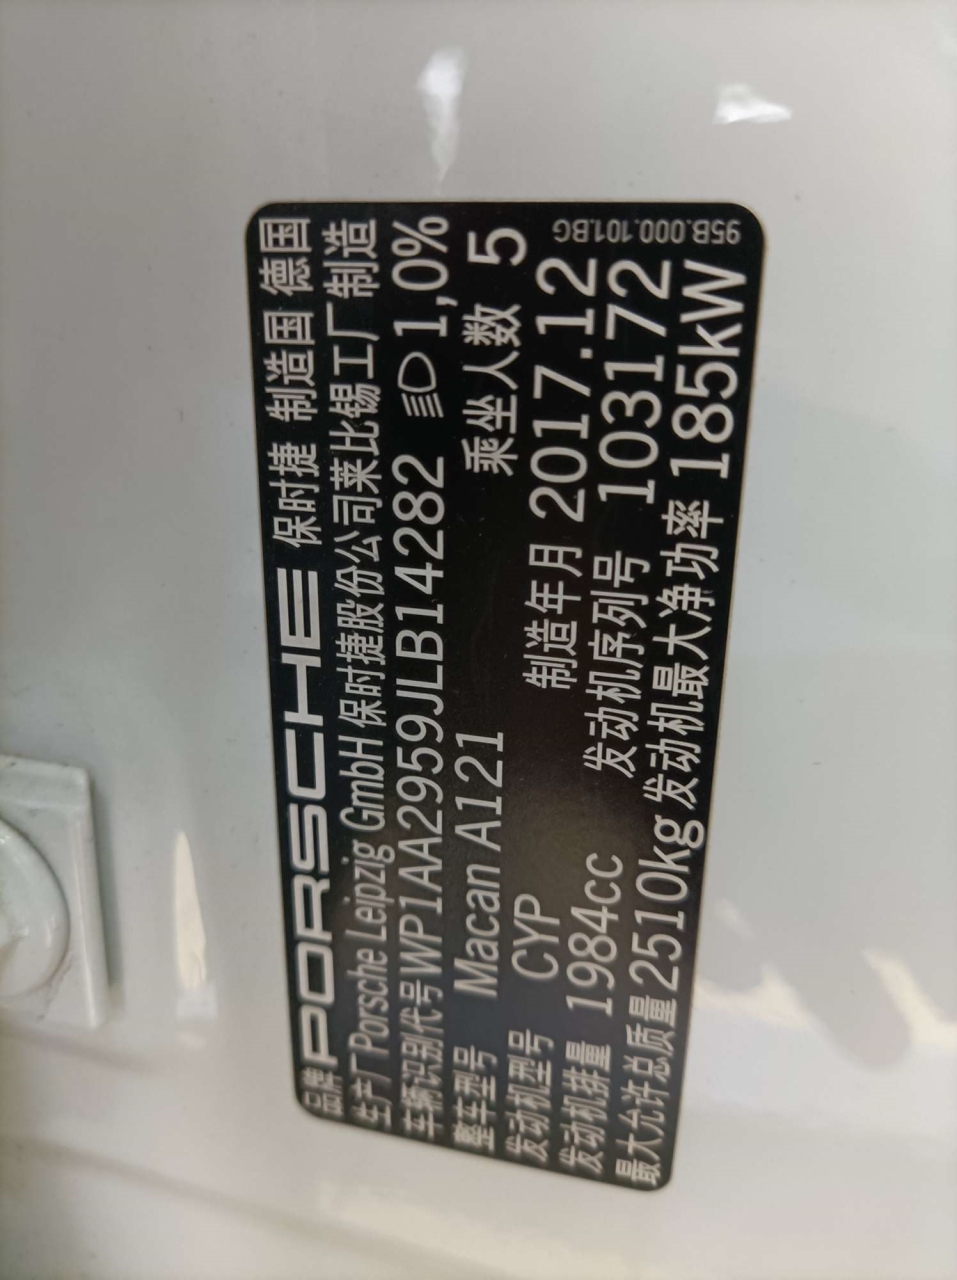 品牌 PORSCHE 保时捷 制造国 德国
生产厂 Porsche Leipzig GmbH 保时捷股份公司莱比锡工厂制造
车辆识别代号 WP1AA2959JLB14282 1,0%
整车型号 Macan A121 乘坐人数 5
发动机型号 CYP 制造年月 2017.12
发动机排量 1984cc 发动机序列号 103172
最大允许总质量 2510kg 发动机最大净功率 185kW
95B.000.101.BG